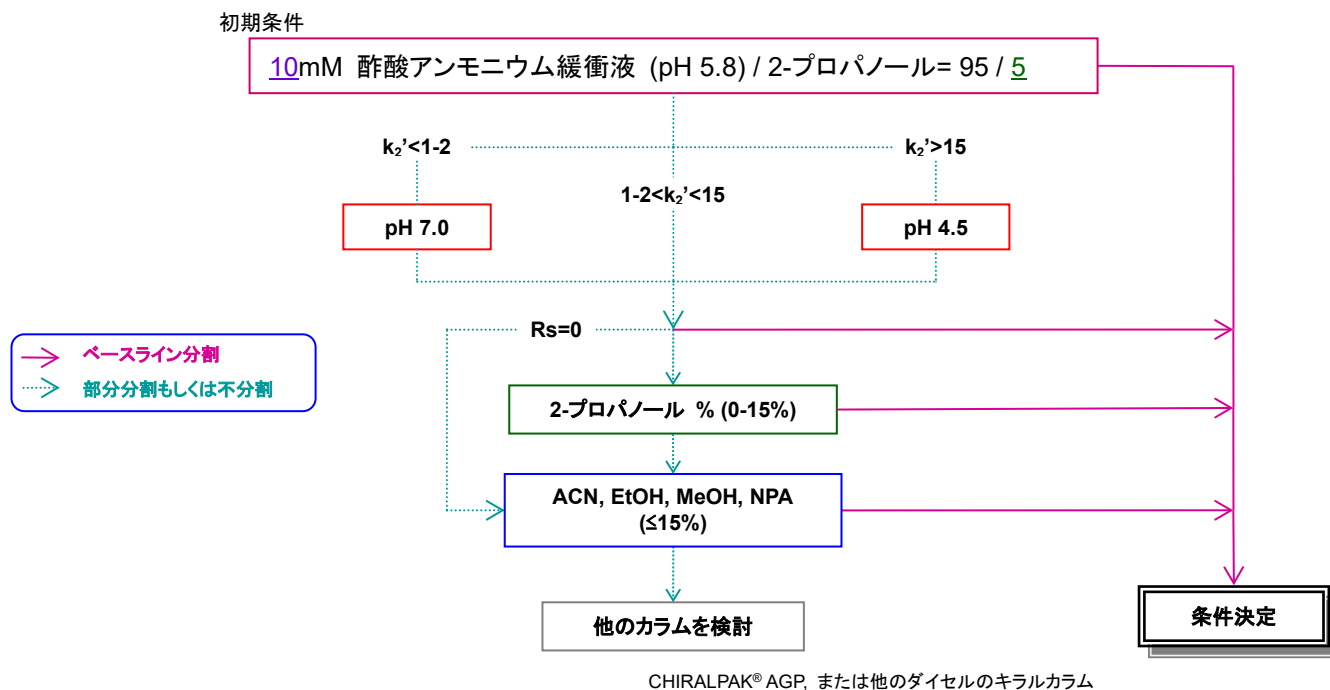 初期条件
10mM 酢酸アンモニウム緩衝液 (pH 5.8) / 2-プロパノール= 95 / 5
k₂'<1-2
k₂'>15
1-2<k₂'<15
pH 7.0
pH 4.5
Rs=0
ベースライン分割
部分分割もしくは不分割
2-プロパノール % (0-15%)
ACN, EtOH, MeOH, NPA
(≤15%)
他のカラムを検討
条件決定
CHIRALPAK® AGP, または他のダイセルのキラルカラム